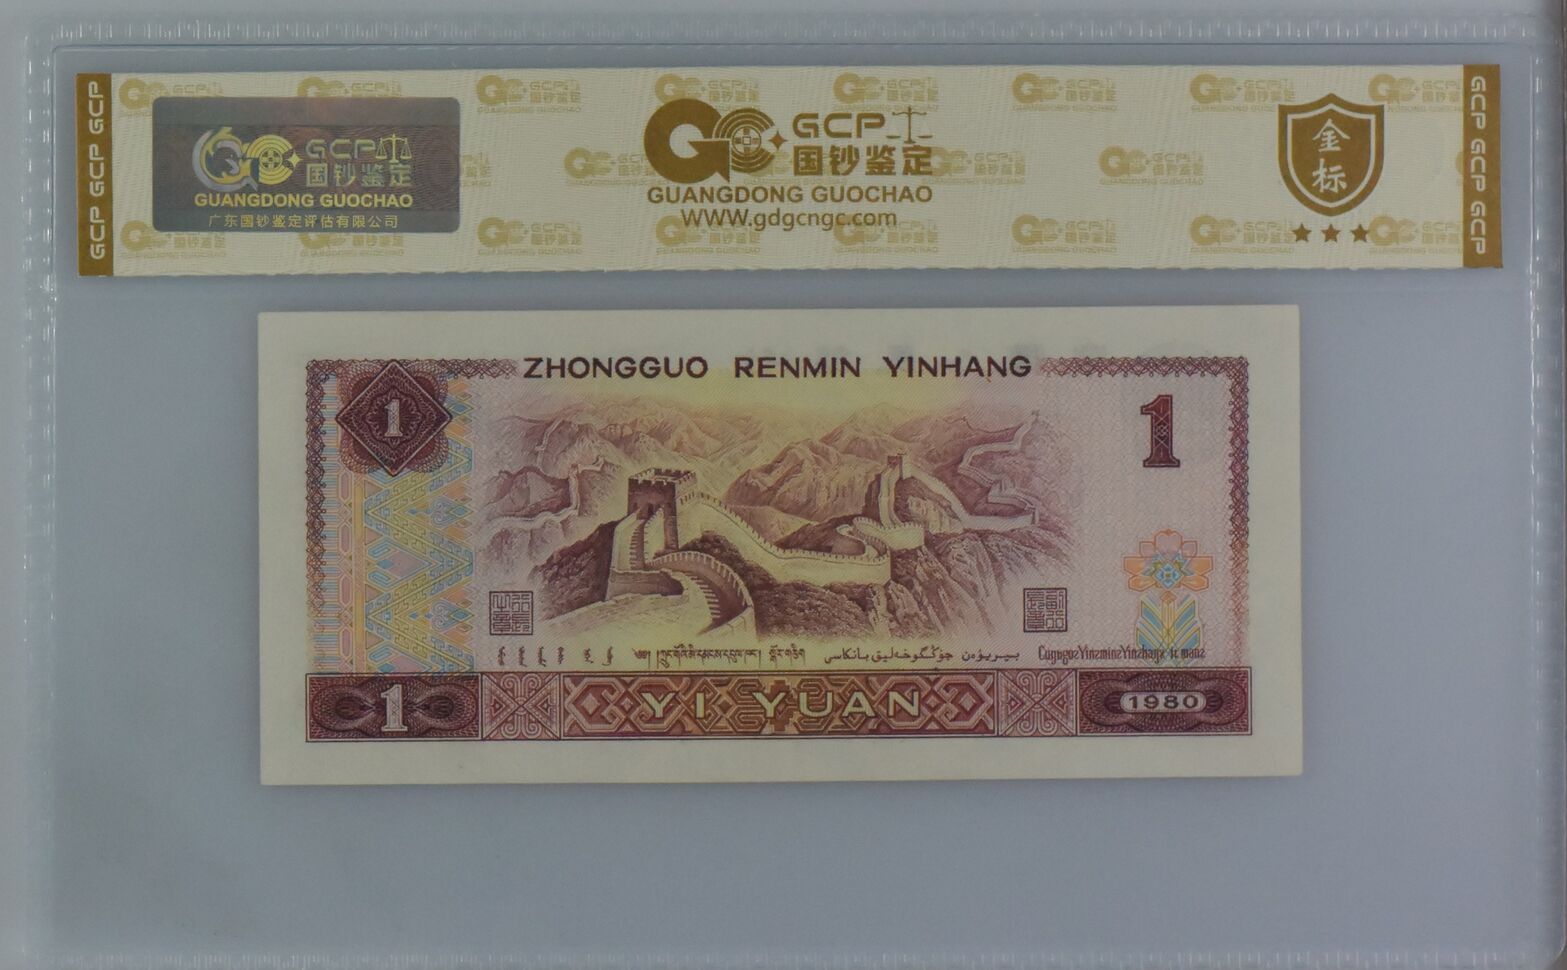 GCP GCP GCP
GCP
国钞鉴定
GUANGDONG GUOCHAO
广东国钞鉴定评估有限公司
GCP
国钞鉴定
GUANGDONG GUOCHAO
WWW.gdgcngc.com
金标
GCP GCP GCP
ZHONGGUO RENMIN YINHANG
1
1
1
YI YUAN
1980